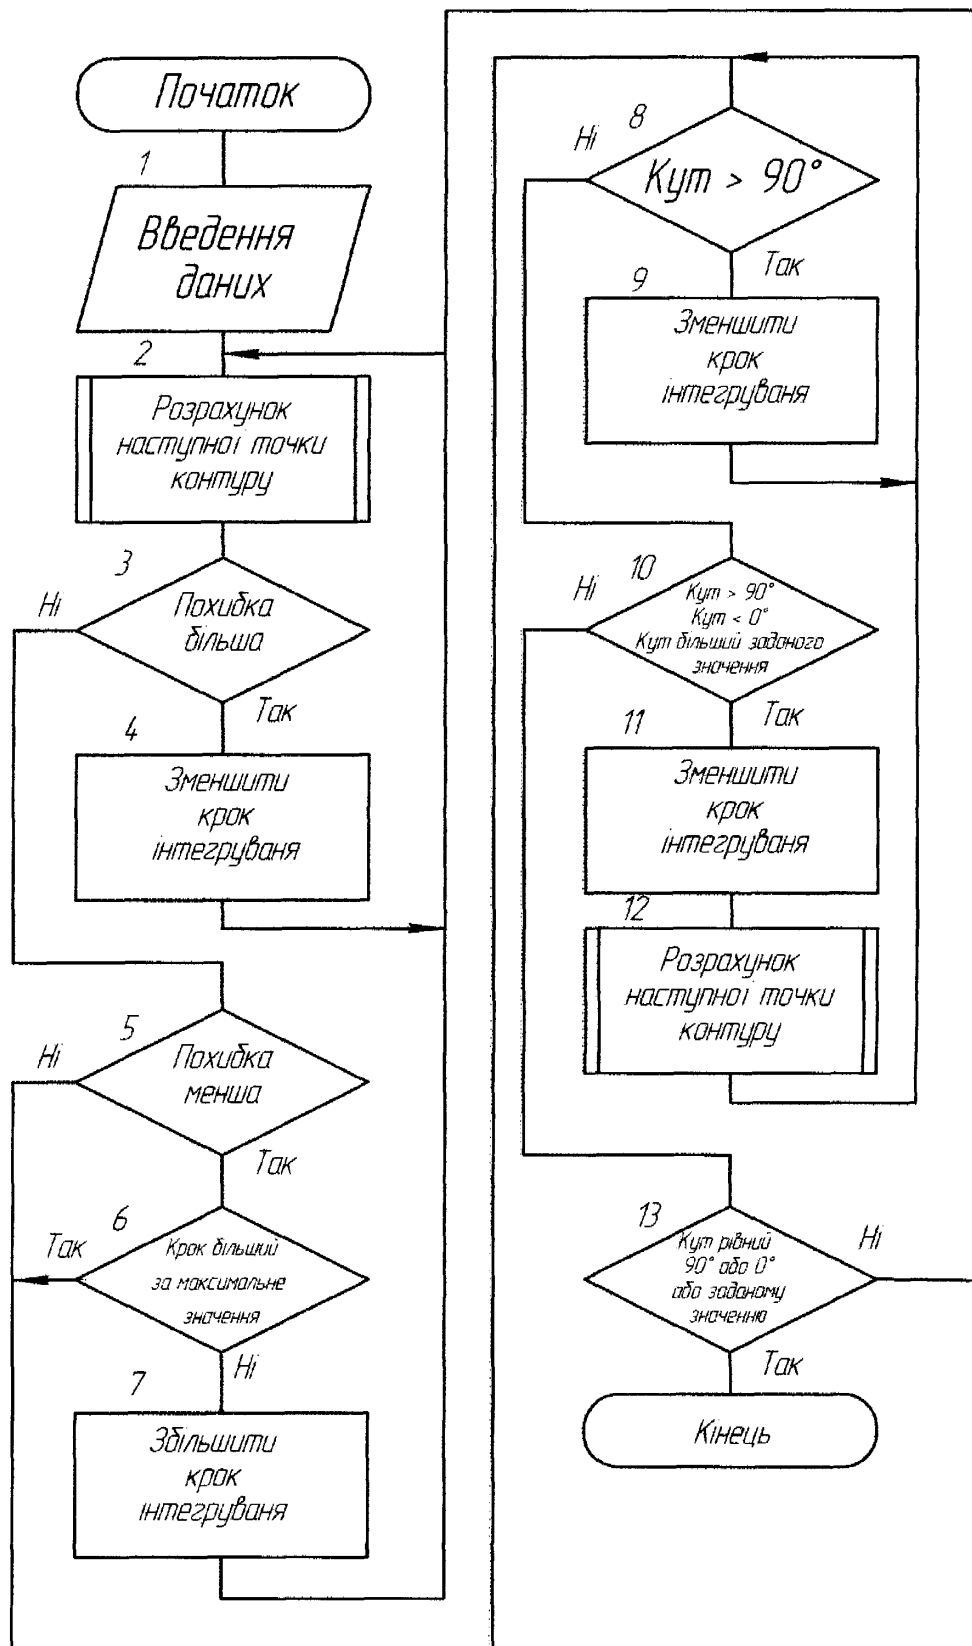 Початок
1
Введення
даних
2
Розрахунок
наступної точки
контуру
3
Ні
Похибка
більша
Так
4
Зменшити
крок
інтегруваня
5
Ні
Похибка
менша
Так
6
Так
Крок більший
за максимальне
значення
Ні
7
Збільшити
крок
інтегруваня
8
Ні
Кут > 90°
Так
9
Зменшити
крок
інтегруваня
10
Ні
Кут > 90°
Кут < 0°
Кут більший заданого
значення
Так
11
Зменшити
крок
інтегруваня
12
Розрахунок
наступної точки
контуру
13
Кут рівний
90° або 0°
або заданому
значенню
Ні
Так
Кінець